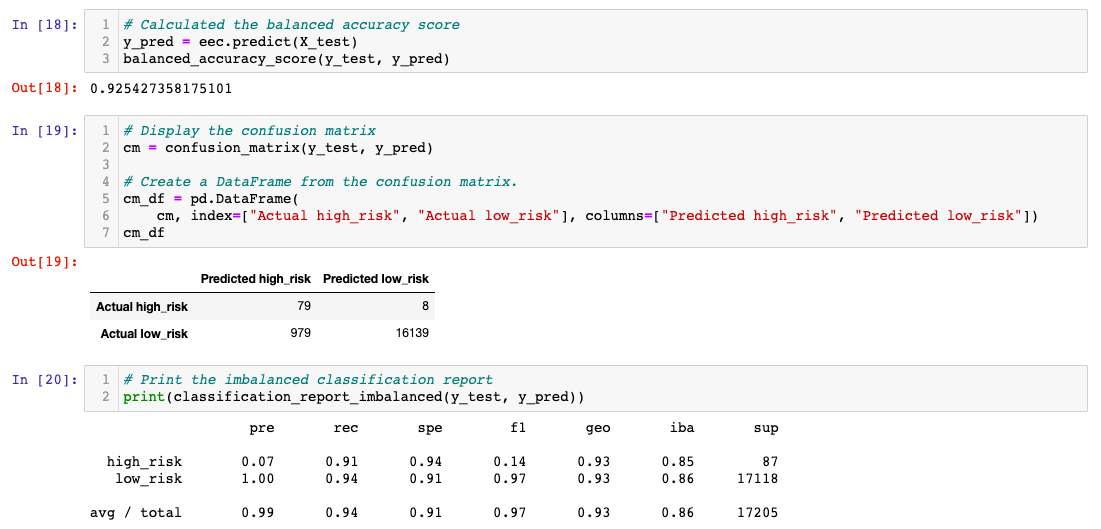 In [18]:
1 # Calculated the balanced accuracy score
2 y_pred = eec.predict(X_test)
3 balanced_accuracy_score(y_test, y_pred)
Out[18]: 0.925427358175101
In [19]:
1 # Display the confusion matrix
2 cm = confusion_matrix(y_test, y_pred)
3
4 # Create a DataFrame from the confusion matrix.
5 cm_df = pd.DataFrame(
6     cm, index=["Actual high_risk", "Actual low_risk"], columns=["Predicted high_risk", "Predicted low_risk"])
7 cm_df
Out[19]:
Predicted high_risk Predicted low_risk
Actual high_risk 79 8
Actual low_risk 979 16139
In [20]:
1 # Print the imbalanced classification report
2 print(classification_report_imbalanced(y_test, y_pred))
pre rec spe f1 geo iba sup
high_risk 0.07 0.91 0.94 0.14 0.93 0.85 87
low_risk 1.00 0.94 0.91 0.97 0.93 0.86 17118
avg / total 0.99 0.94 0.91 0.97 0.93 0.86 17205